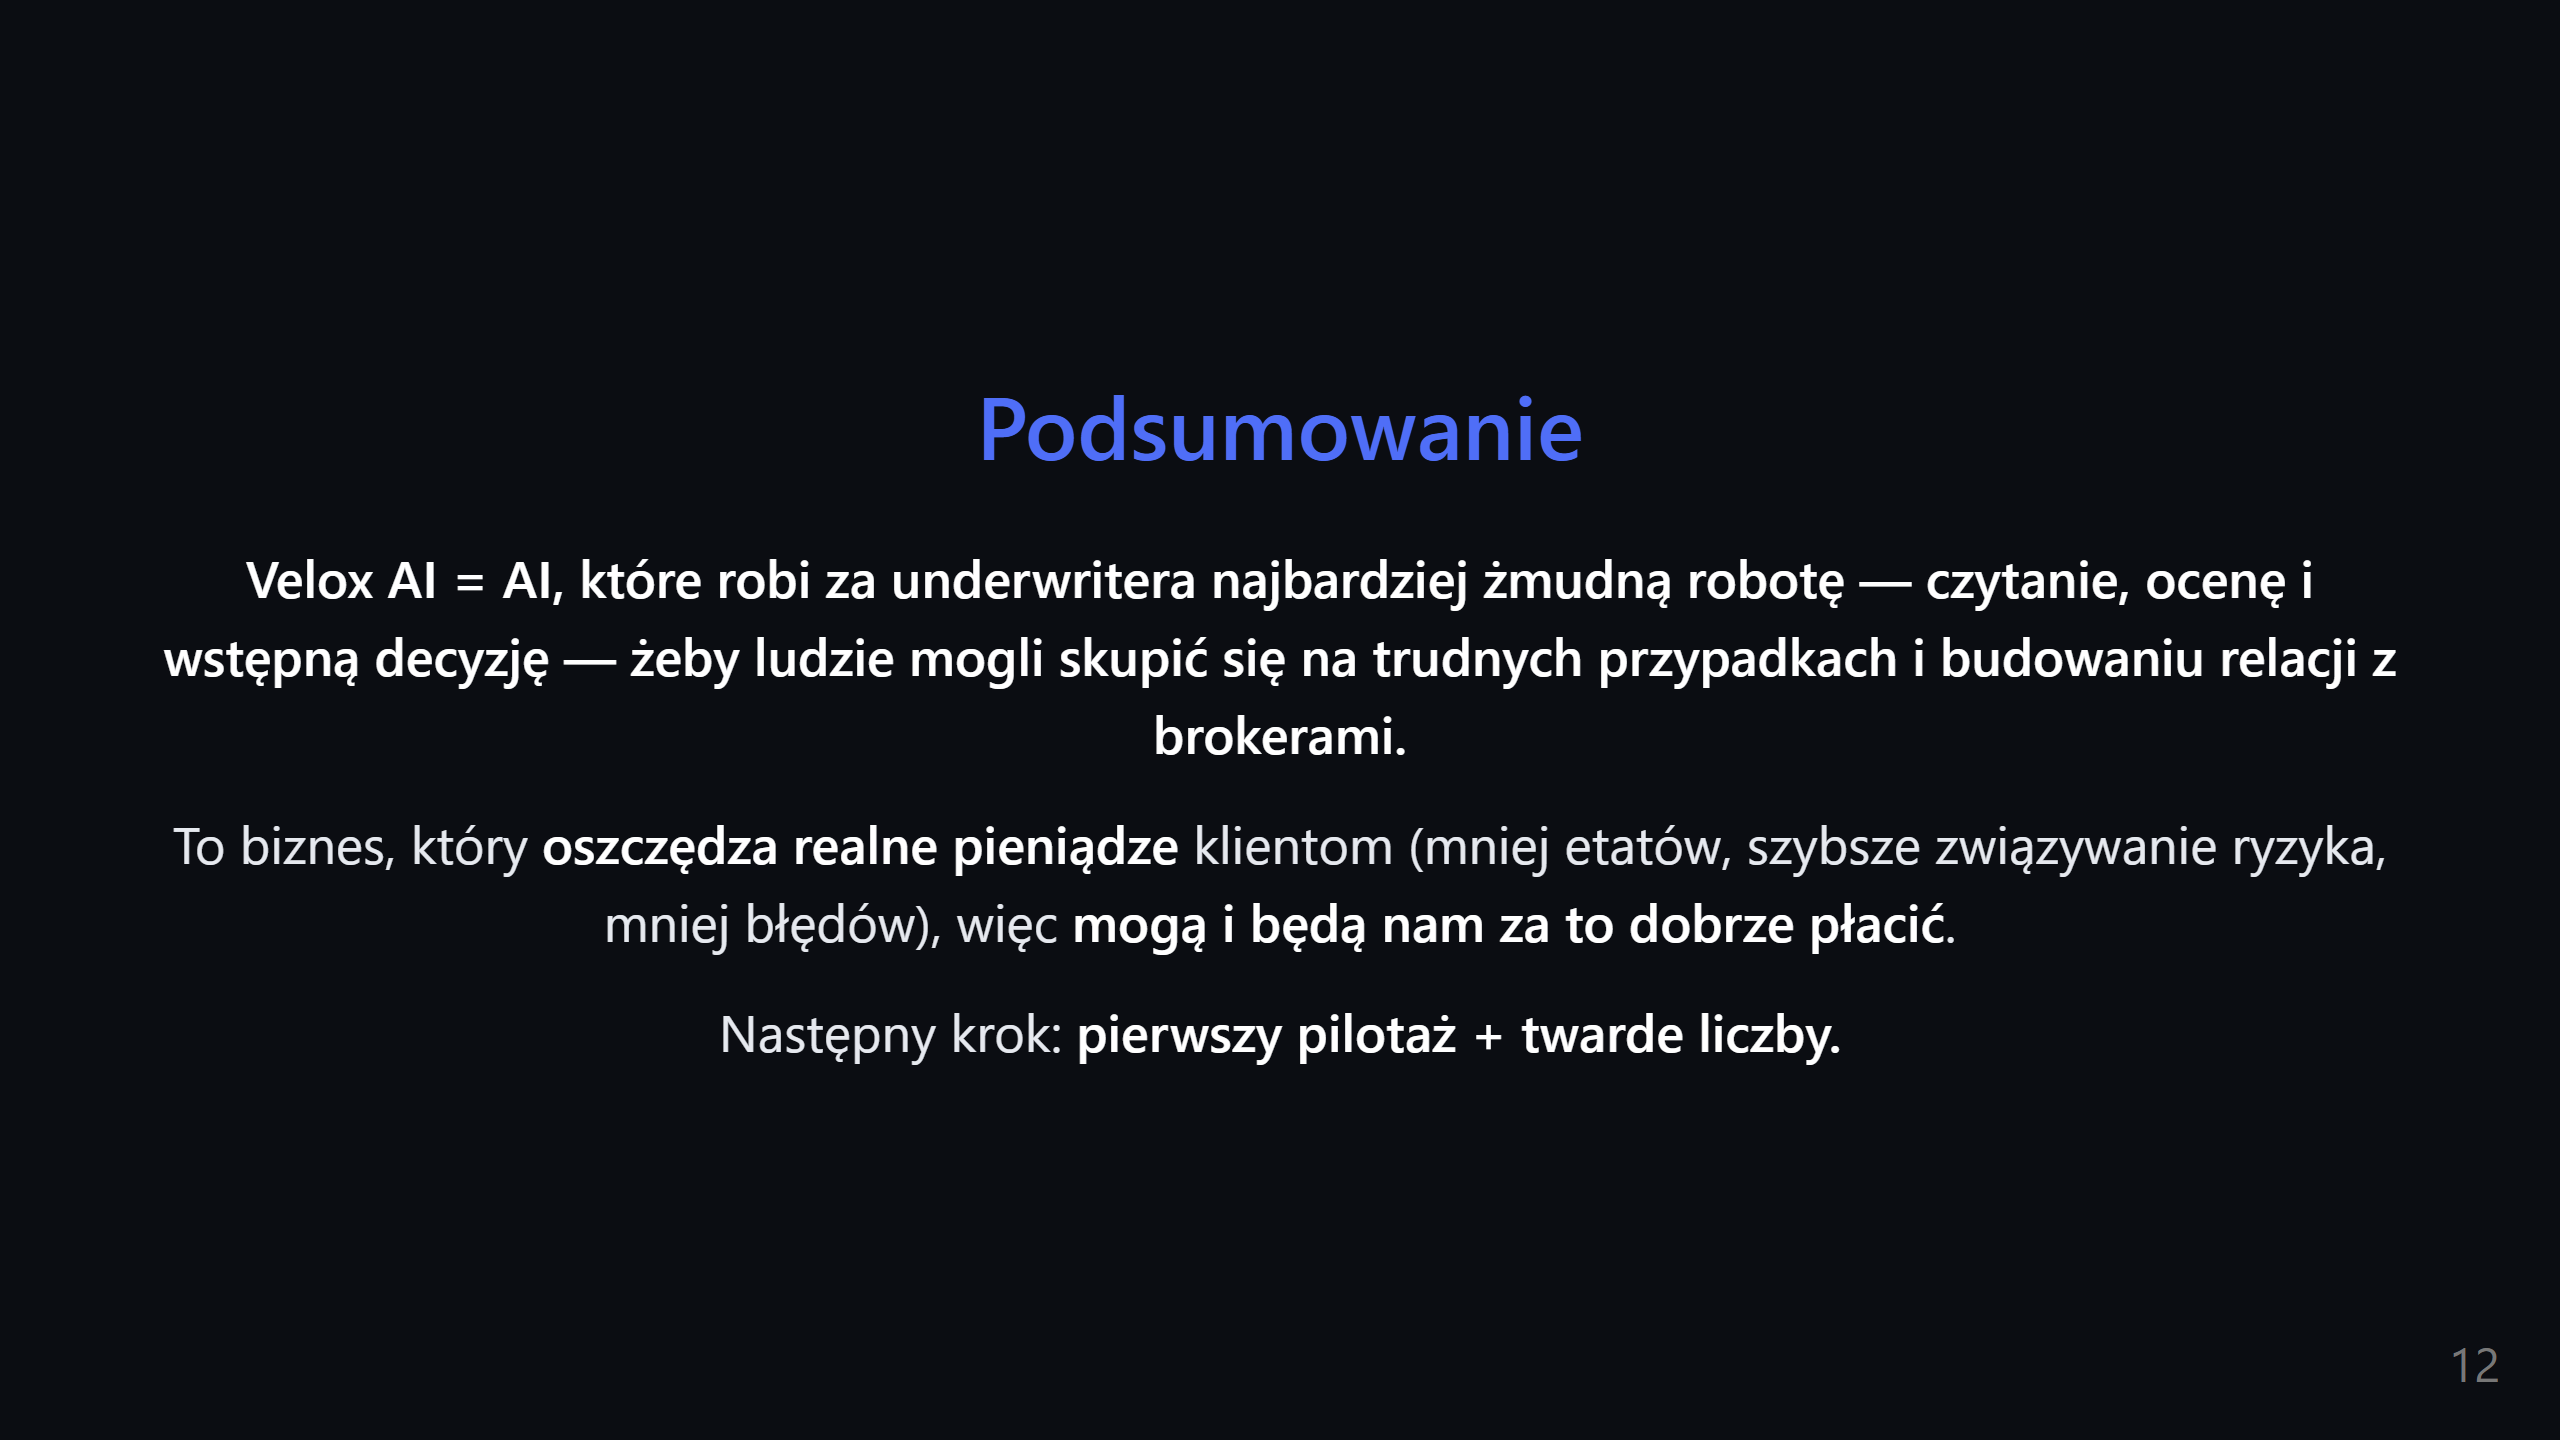 Podsumowanie
Velox AI = AI, które robi za underwritera najbardziej żmudną robotę — czytanie, ocenę i
wstępną decyzję — żeby ludzie mogli skupić się na trudnych przypadkach i budowaniu relacji z
brokerami.
To biznes, który oszczędza realne pieniądze klientom (mniej etatów, szybsze związywanie ryzyka,
mniej błędów), więc mogą i będą nam za to dobrze płacić.
Następny krok: pierwszy pilotaż + twarde liczby.
12